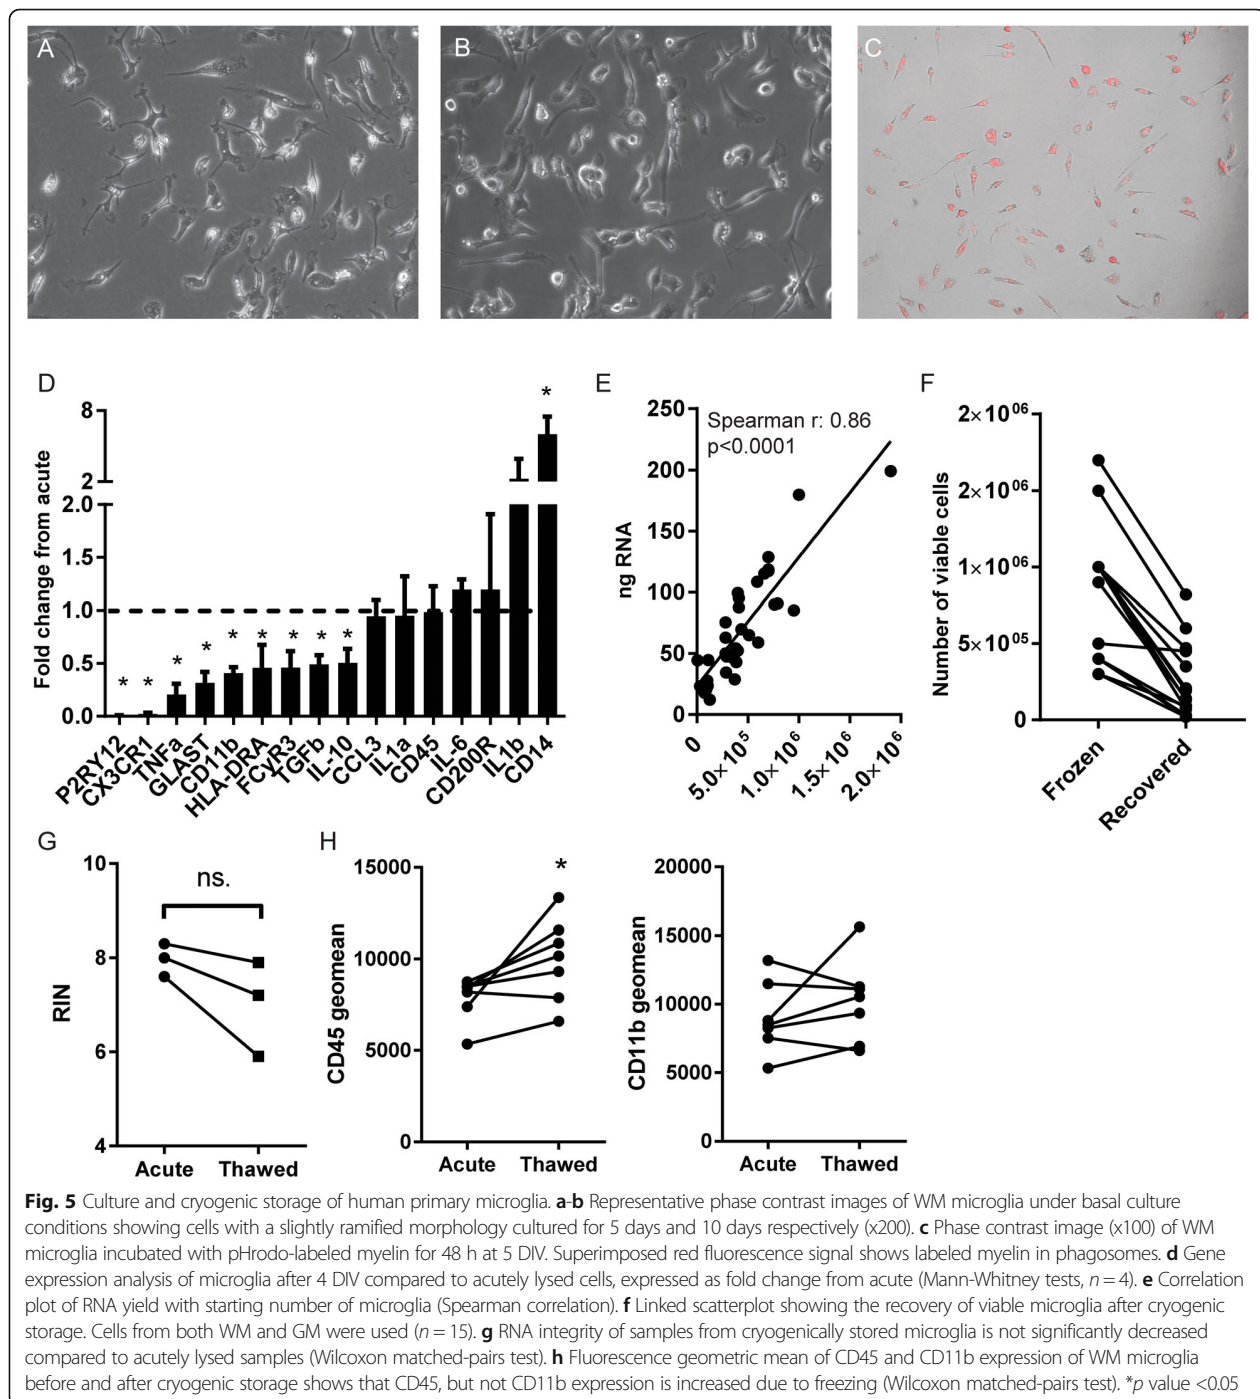 A
B
C
D
8
2
2.0
1.5
1.0
0.5
0.0
Fold change from acute
*
*
*
*
*
*
*
*
*
*
P2RY12
CX3CR1
TNFa
GLAST
CD11b
HLA-DRA
FCγR3
TGFb
IL-10
CCL3
IL1a
CD45
IL-6
CD200R
IL1b
CD14
E
Spearman r: 0.86
p<0.0001
250
200
150
100
50
0
ng RNA
0
5.0×10⁵
1.0×10⁶
1.5×10⁶
2.0×10⁶
F
2×10⁰⁶
2×10⁰⁶
1×10⁰⁶
5×10⁰⁵
0
Number of viable cells
Frozen
Recovered
G
10
8
6
4
RIN
ns.
Acute Thawed
H
15000
10000
5000
0
CD45 geomean
*
Acute Thawed
20000
15000
10000
5000
0
CD11b geomean
Acute Thawed
Fig. 5 Culture and cryogenic storage of human primary microglia. a-b Representative phase contrast images of WM microglia under basal culture
conditions showing cells with a slightly ramified morphology cultured for 5 days and 10 days respectively (x200). c Phase contrast image (x100) of WM
microglia incubated with pHrodo-labeled myelin for 48 h at 5 DIV. Superimposed red fluorescence signal shows labeled myelin in phagosomes. d Gene
expression analysis of microglia after 4 DIV compared to acutely lysed cells, expressed as fold change from acute (Mann-Whitney tests, n = 4). e Correlation
plot of RNA yield with starting number of microglia (Spearman correlation). f Linked scatterplot showing the recovery of viable microglia after cryogenic
storage. Cells from both WM and GM were used (n = 15). g RNA integrity of samples from cryogenically stored microglia is not significantly decreased
compared to acutely lysed samples (Wilcoxon matched-pairs test). h Fluorescence geometric mean of CD45 and CD11b expression of WM microglia
before and after cryogenic storage shows that CD45, but not CD11b expression is increased due to freezing (Wilcoxon matched-pairs test). *p value <0.05